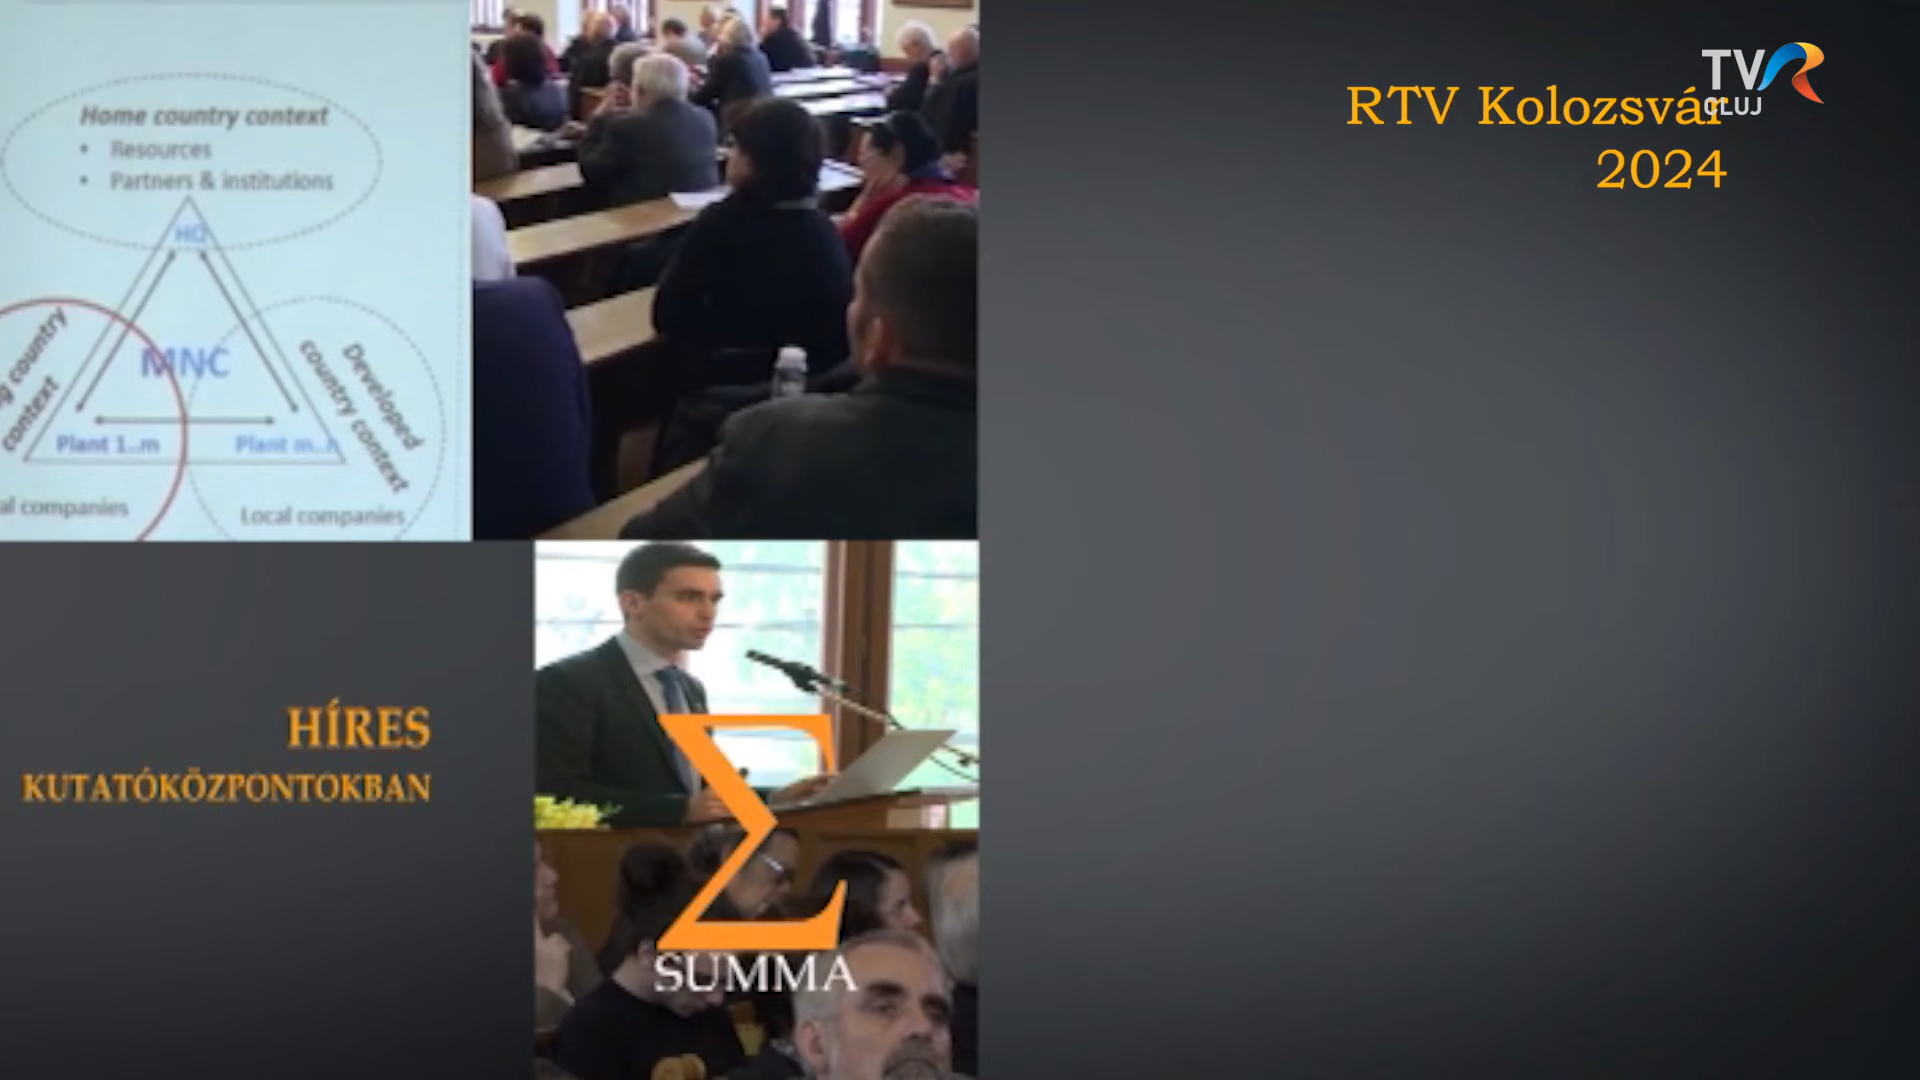 Home country context
• Resources
• Partners & institutions
HQ
MNC
country
context
Developed
country context
Plant 1..m
Plant m..
companies
Local companies
RTV Kolozsvár
2024
TVR
CLUJ
HÍRES
KUTATÓKÖZPONTOKBAN
Σ
SUMMA